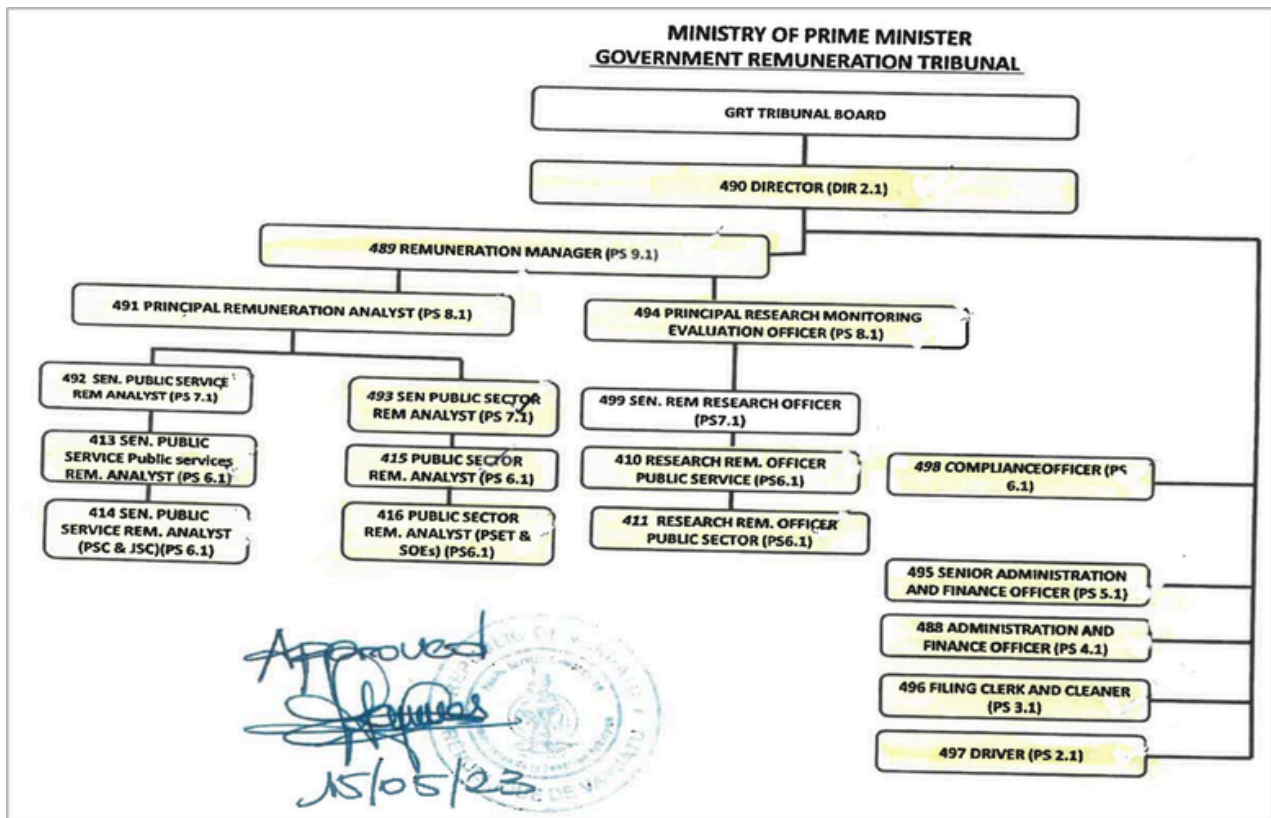 MINISTRY OF PRIME MINISTER
GOVERNMENT REMUNERATION TRIBUNAL
GRT TRIBUNAL BOARD
490 DIRECTOR (DIR 2.1)
489 REMUNERATION MANAGER (PS 9.1)
491 PRINCIPAL REMUNERATION ANALYST (PS 8.1)
494 PRINCIPAL RESEARCH MONITORING
EVALUATION OFFICER (PS 8.1)
492 SEN. PUBLIC SERVICE
REM ANALYST (PS 7.1)
493 SEN PUBLIC SECTOR
REM ANALYST (PS 7.1)
499 SEN. REM RESEARCH OFFICER
(PS7.1)
413 SEN. PUBLIC
SERVICE Public services
REM. ANALYST (PS 6.1)
415 PUBLIC SECTOR
REM. ANALYST (PS 6.1)
410 RESEARCH REM. OFFICER
PUBLIC SERVICE (PS6.1)
498 COMPLIANCEOFFICER (PS
6.1)
414 SEN. PUBLIC
SERVICE REM. ANALYST
(PSC & JSC)(PS 6.1)
416 PUBLIC SECTOR
REM. ANALYST (PSET &
SOEs) (PS6.1)
411 RESEARCH REM. OFFICER
PUBLIC SECTOR (PS6.1)
495 SENIOR ADMINISTRATION
AND FINANCE OFFICER (PS 5.1)
488 ADMINISTRATION AND
FINANCE OFFICER (PS 4.1)
496 FILING CLERK AND CLEANER
(PS 3.1)
497 DRIVER (PS 2.1)
Approved
15/05/23